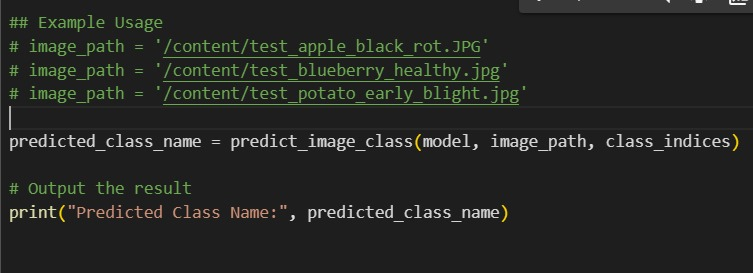 ## Example Usage
# image_path = '/content/test_apple_black_rot.JPG'
# image_path = '/content/test_blueberry_healthy.jpg'
# image_path = '/content/test_potato_early_blight.jpg'
predicted_class_name = predict_image_class(model, image_path, class_indices)
# Output the result
print("Predicted Class Name:", predicted_class_name)